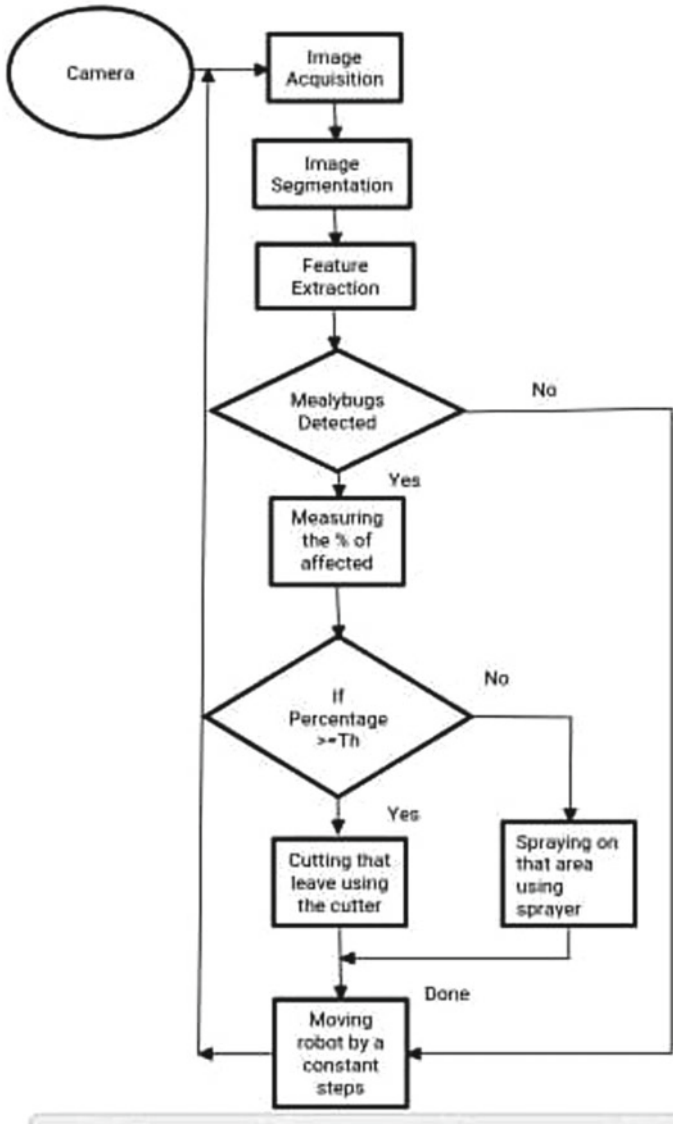 Camera
Image
Acquisition
Image
Segmentation
Feature
Extraction
Mealybugs
Detected
No
Yes
Measuring
the % of
affected
If
Percentage
>=Th
No
Yes
Cutting that
leave using
the cutter
Spraying on
that area
using
sprayer
Done
Moving
robot by a
constant
steps